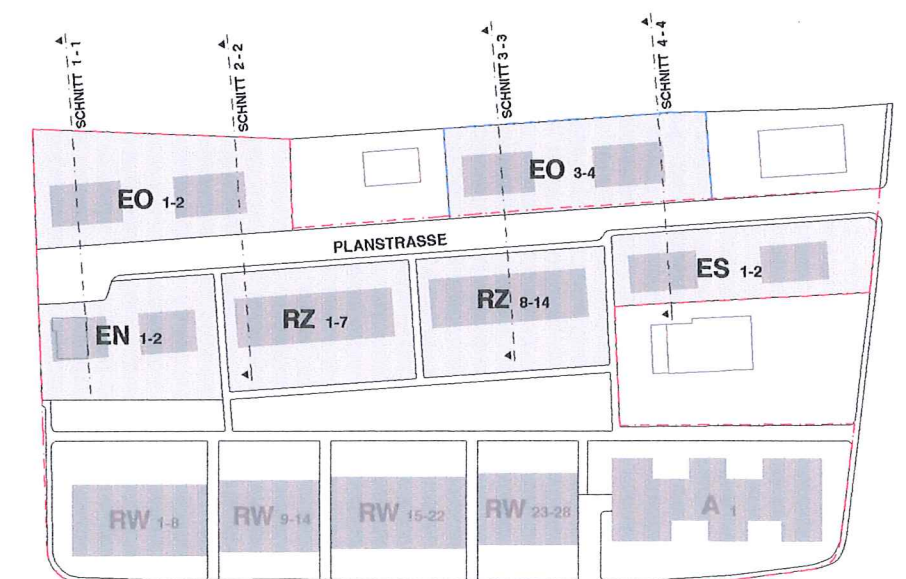 SCHNITT 1-1
SCHNITT 2-2
SCHNITT 3-3
SCHNITT 4-4
EO 1-2
EO 3-4
PLANSTRASSE
ES 1-2
EN 1-2
RZ 1-7
RZ 8-14
RW 1-8
RW 9-14
RW 15-22
RW 23-28
A 1